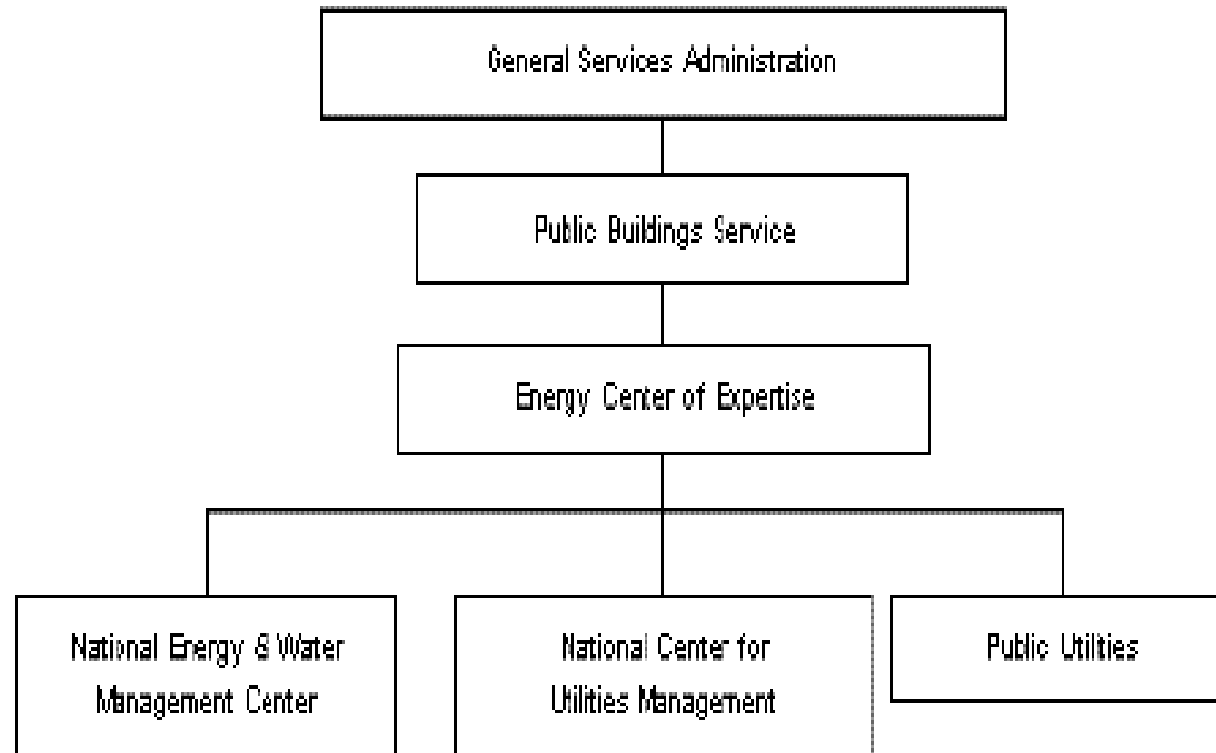 General Services Administration
Public Buildings Service
Energy Center of Expertise
National Energy & Water
Management Center
National Center for
Utilities Management
Public Utilties